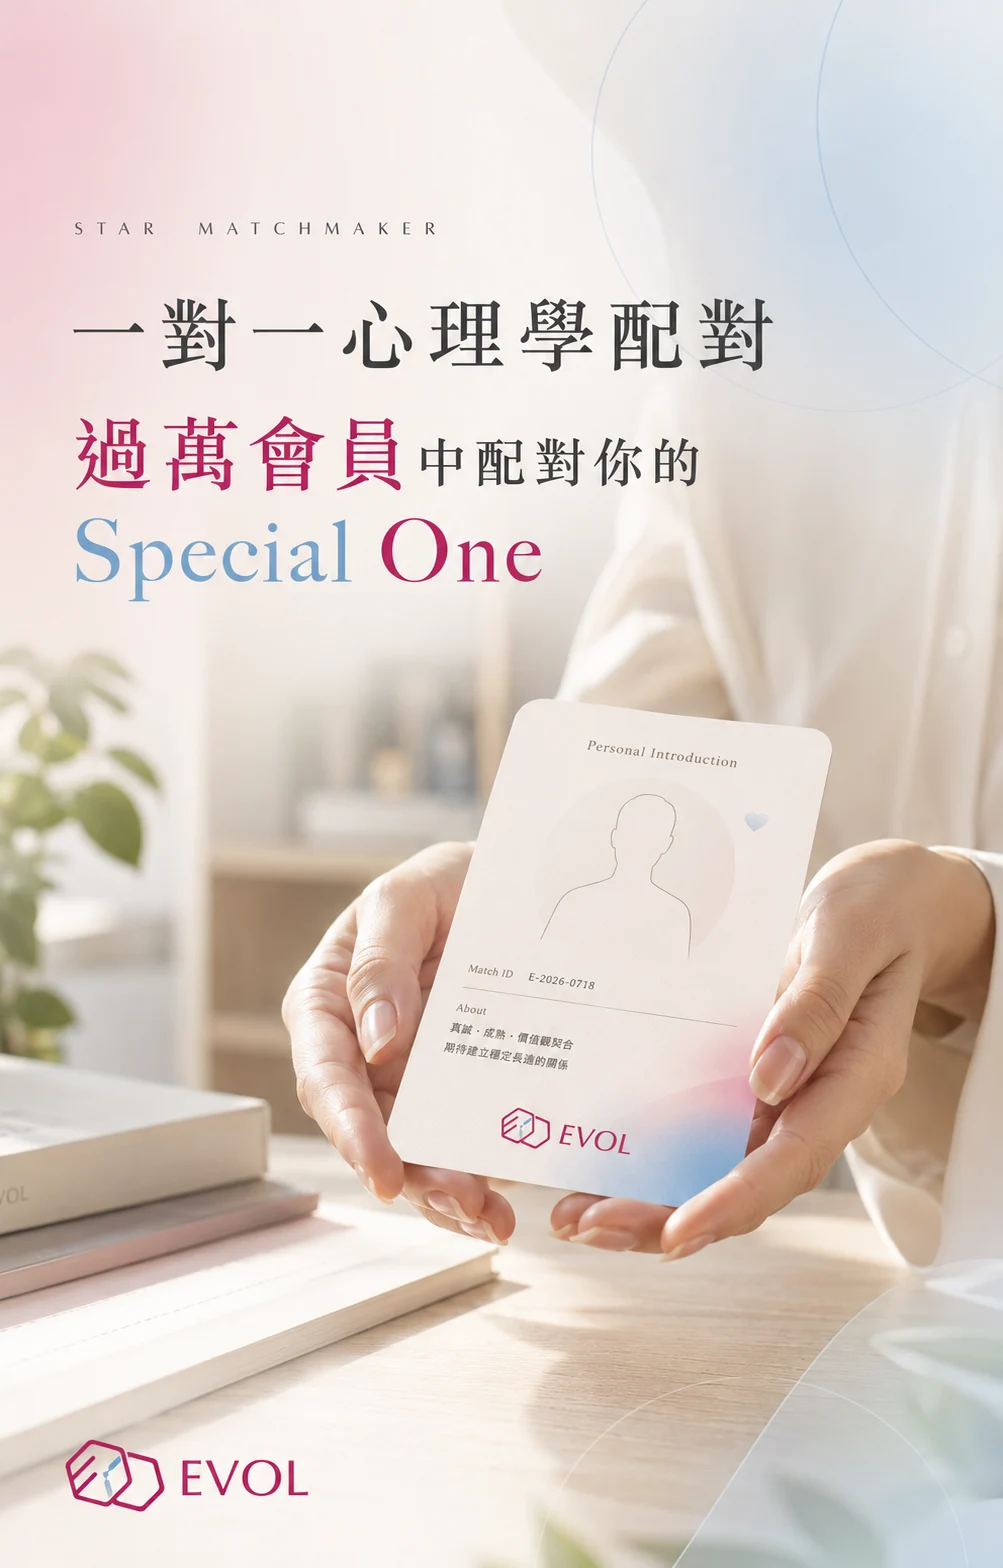 STAR MATCHMAKER
一對一心理學配對
過萬會員中配對你的
Special One
Personal Introduction
Match ID E-2026-0718
About
真誠・成熟・價值觀契合
期待建立穩定長遠的關係
EVOL
VOL
EVOL